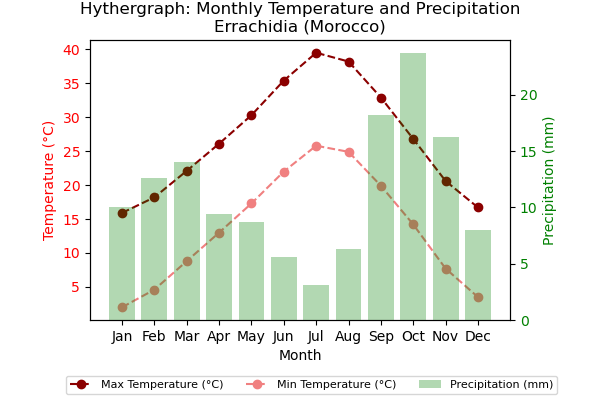 Hythergraph: Monthly Temperature and Precipitation
Errachidia (Morocco)
Temperature (°C)
40
35
30
25
20
15
10
5
20
15
10
5
0
Precipitation (mm)
Jan Feb Mar Apr May Jun Jul Aug Sep Oct Nov Dec
Month
Max Temperature (°C) Min Temperature (°C) Precipitation (mm)